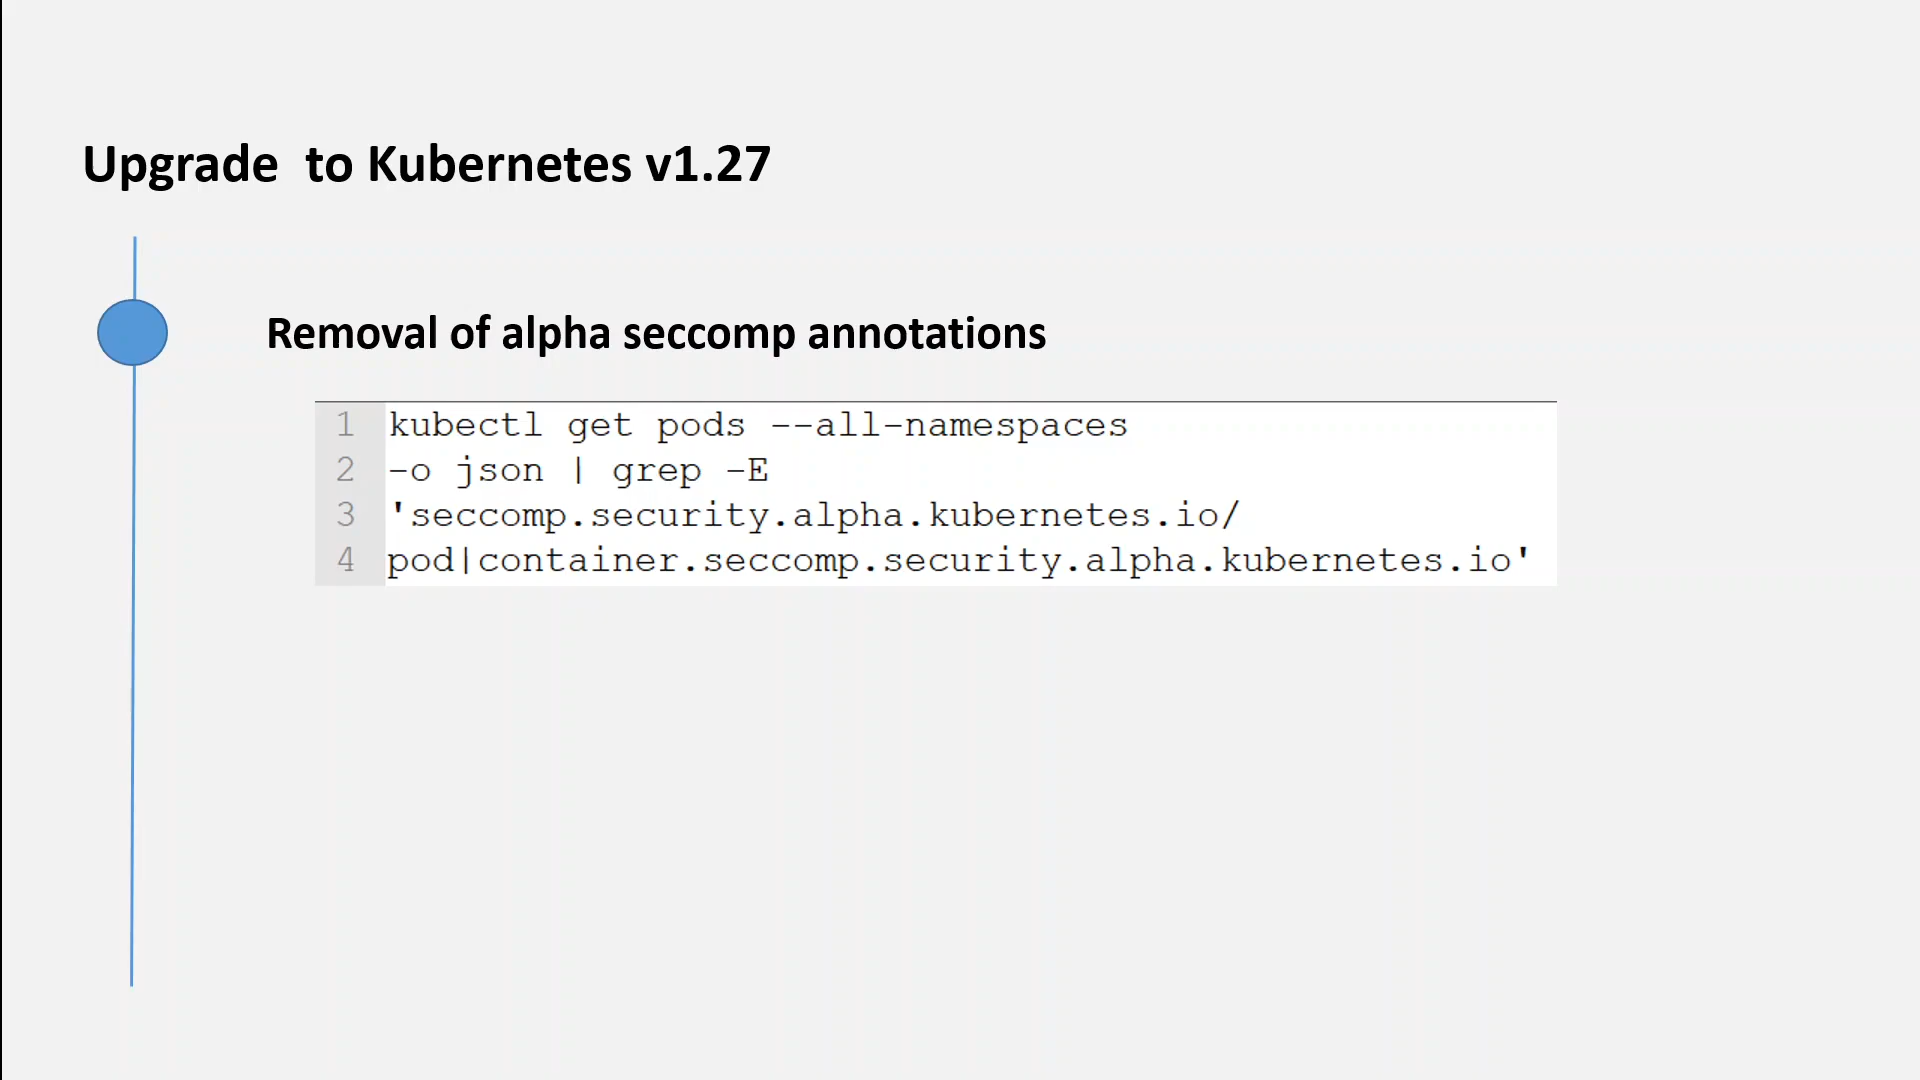 Upgrade  to Kubernetes v1.27
Removal of alpha seccomp annotations
1 kubectl get pods --all-namespaces
2 -o json | grep -E
3 'seccomp.security.alpha.kubernetes.io/
4 pod|container.seccomp.security.alpha.kubernetes.io'